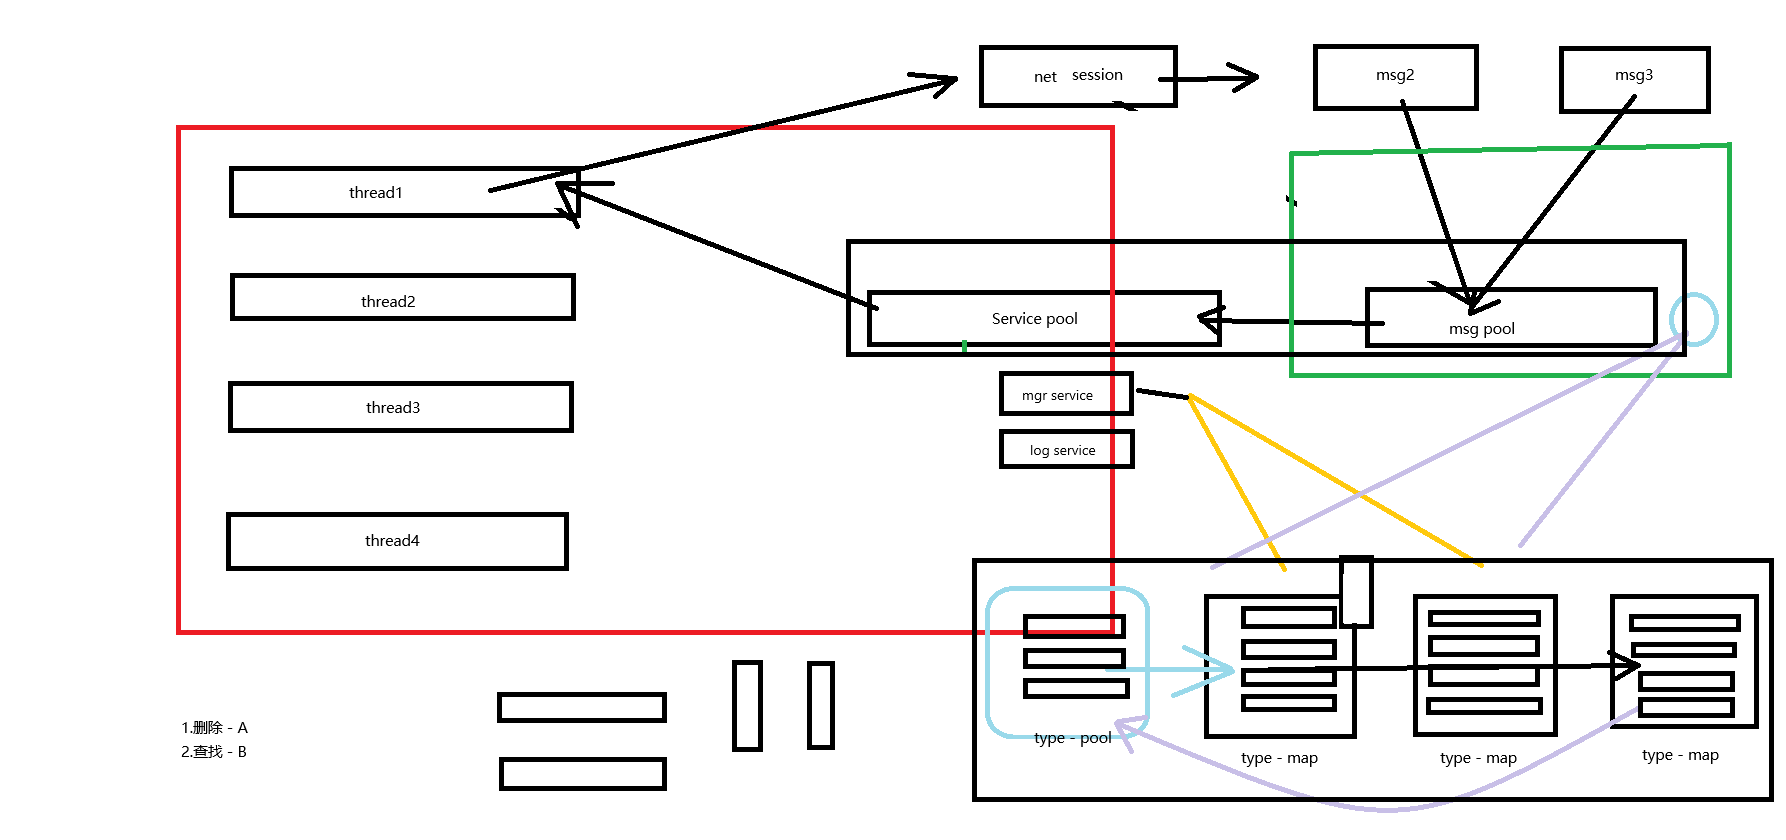 net session
msg2
msg3
thread1
thread2
Service pool
msg pool
mgr service
thread3
log service
thread4
type - pool
type - map
type - map
type - map
1.删除 - A
2.查找 - B